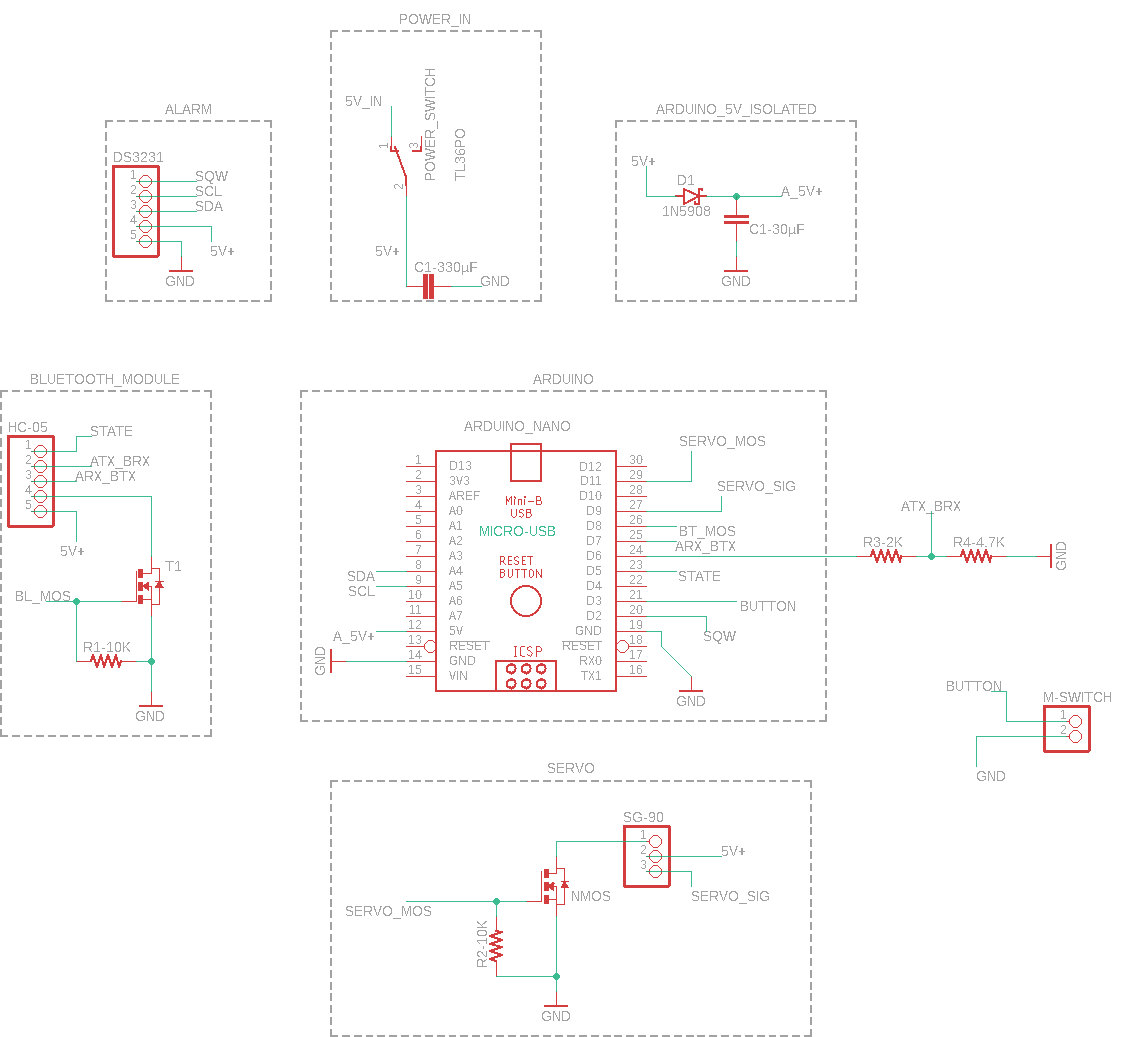 POWER_IN
5V_IN
POWER_SWITCH
TL36PO
1
3
2
5V+
C1-330µF
GND
ALARM
DS3231
1
2
3
4
5
SQW
SCL
SDA
5V+
GND
ARDUINO_5V_ISOLATED
5V+
D1
1N5908
A_5V+
C1-30µF
GND
BLUETOOTH_MODULE
HC-05
1
2
3
4
5
STATE
ATX_BRX
ARX_BTX
5V+
T1
BL_MOS
R1-10K
GND
ARDUINO
ARDUINO_NANO
Mini-B
USB
MICRO-USB
RESET
BUTTON
ICSP
1 D13
2 3V3
3 AREF
4 A0
5 A1
6 A2
7 A3
8 A4
9 A5
10 A6
11 A7
12 5V
13 RESET
14 GND
15 VIN
D12 30
D11 29
D10 28
D9 27
D8 26
D7 25
D6 24
D5 23
D4 22
D3 21
D2 20
GND 19
RESET 18
RX0 17
TX1 16
SDA
SCL
A_5V+
GND
SERVO_MOS
SERVO_SIG
BT_MOS
ARX_BTX
STATE
BUTTON
SQW
GND
ATX_BRX
R3-2K
R4-4.7K
GND
BUTTON
M-SWITCH
1
2
GND
SERVO
SG-90
1
2
3
5V+
SERVO_SIG
NMOS
SERVO_MOS
R2-10K
GND